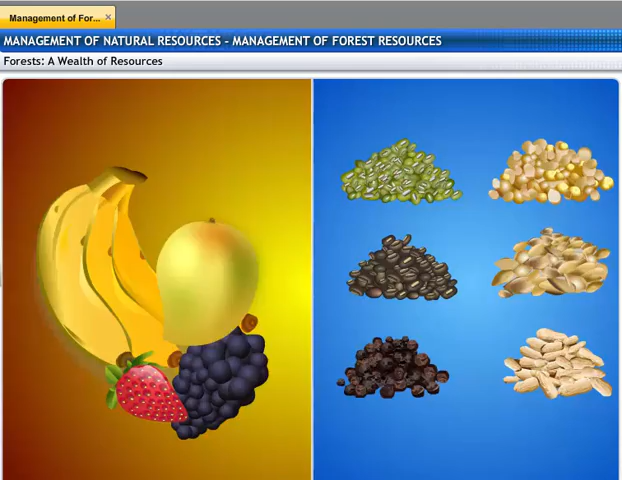 Management of For...
MANAGEMENT OF NATURAL RESOURCES - MANAGEMENT OF FOREST RESOURCES
Forests: A Wealth of Resources